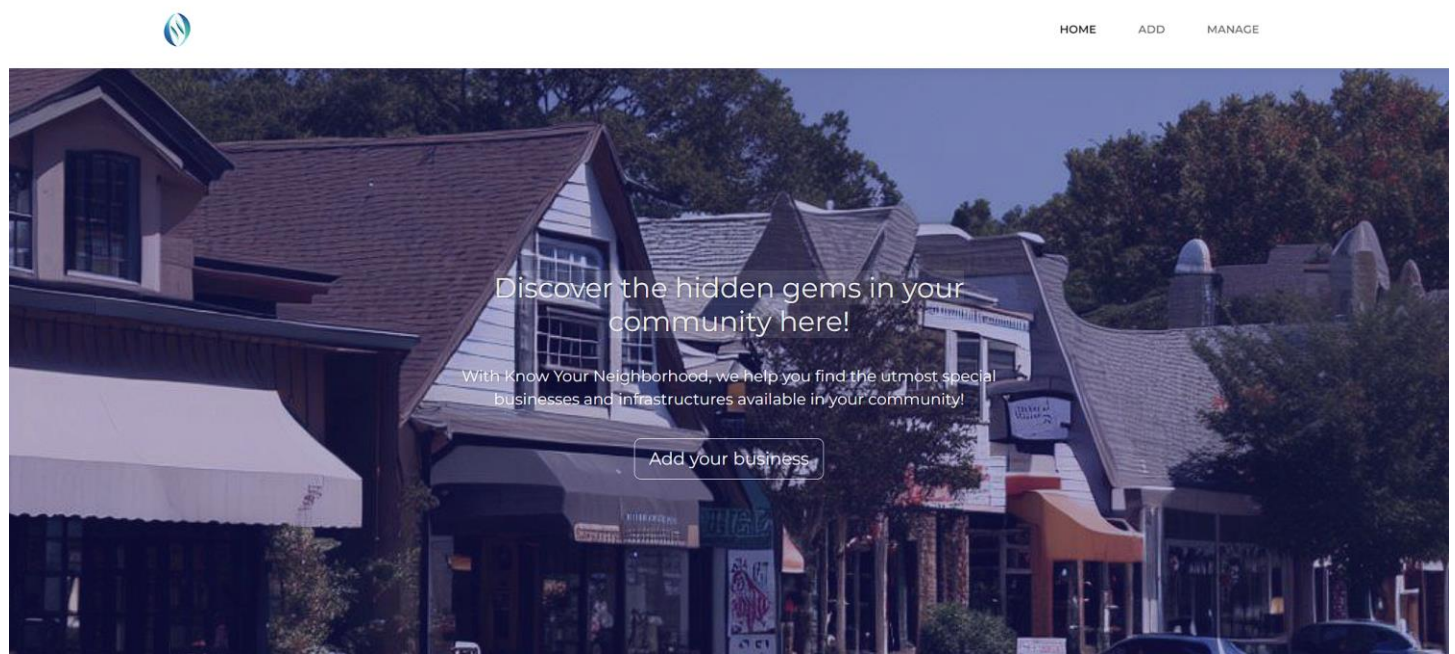 HOME
ADD
MANAGE
Discover the hidden gems in your
community here!
With Know Your Neighborhood, we help you find the utmost special
businesses and infrastructures available in your community!
Add your business